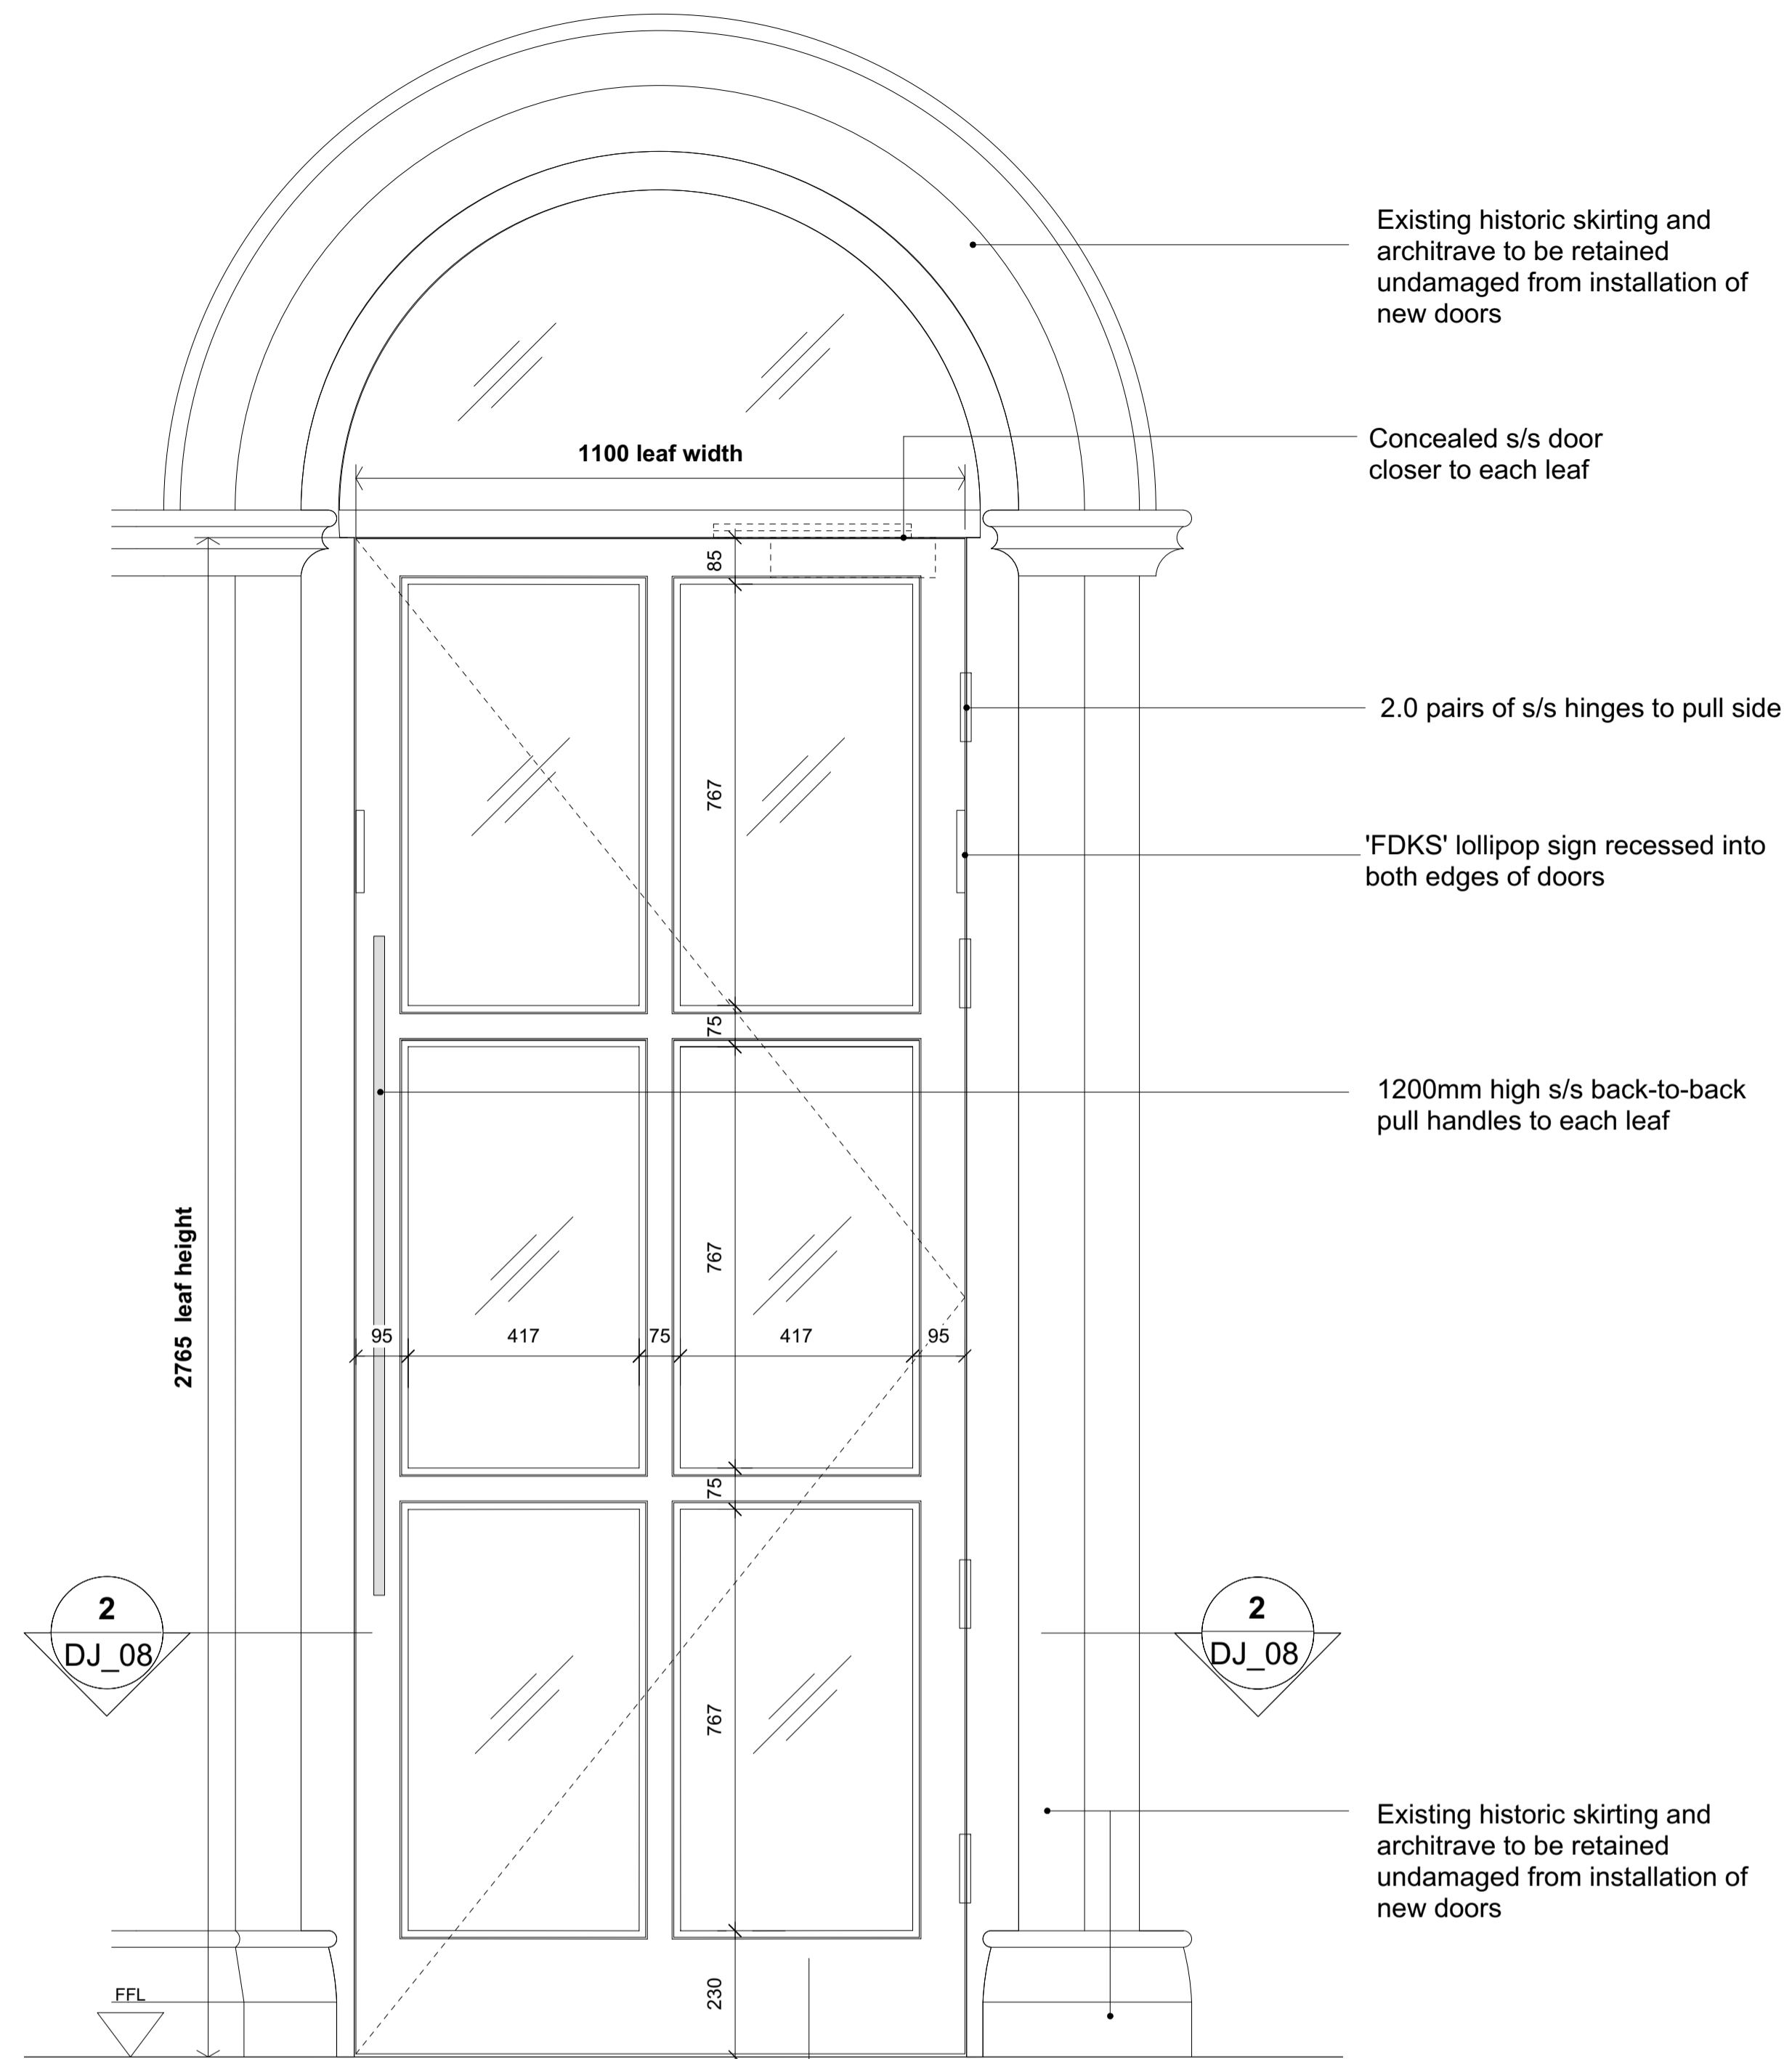 Existing historic skirting and
architrave to be retained
undamaged from installation of
new doors
1100 leaf width
Concealed s/s door
closer to each leaf
85
2.0 pairs of s/s hinges to pull side
767
'FDKS' lollipop sign recessed into
both edges of doors
75
1200mm high s/s back-to-back
pull handles to each leaf
2765 leaf height
767
95
417
75
417
95
75
2
DJ_08
2
DJ_08
767
Existing historic skirting and
architrave to be retained
undamaged from installation of
new doors
FFL
230